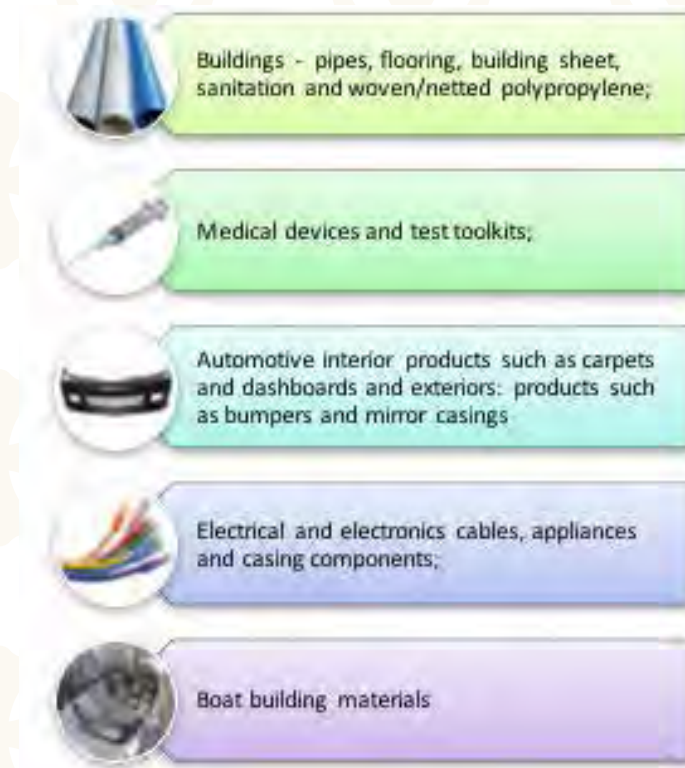 Buildings - pipes, flooring, building sheet,
sanitation and woven/netted polypropylene;
Medical devices and test toolkits;
Automotive interior products such as carpets
and dashboards and exteriors: products such
as bumpers and mirror casings
Electrical and electronics cables, appliances
and casing components;
Boat building materials